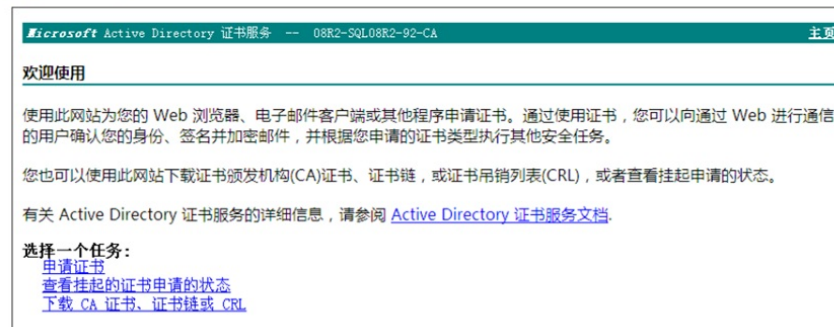 Microsoft Active Directory 证书服务 -- 08R2-SQL08R2-92-CA 主页
欢迎使用
使用此网站为您的 Web 浏览器、电子邮件客户端或其他程序申请证书。通过使用证书，您可以向通过 Web 进行通信
的用户确认您的身份、签名并加密邮件，并根据您申请的证书类型执行其他安全任务。
您也可以使用此网站下载证书颁发机构(CA)证书、证书链，或证书吊销列表(CRL)，或者查看挂起申请的状态。
有关 Active Directory 证书服务的详细信息，请参阅 Active Directory 证书服务文档.
选择一个任务:
申请证书
查看挂起的证书申请的状态
下载 CA 证书、证书链或 CRL